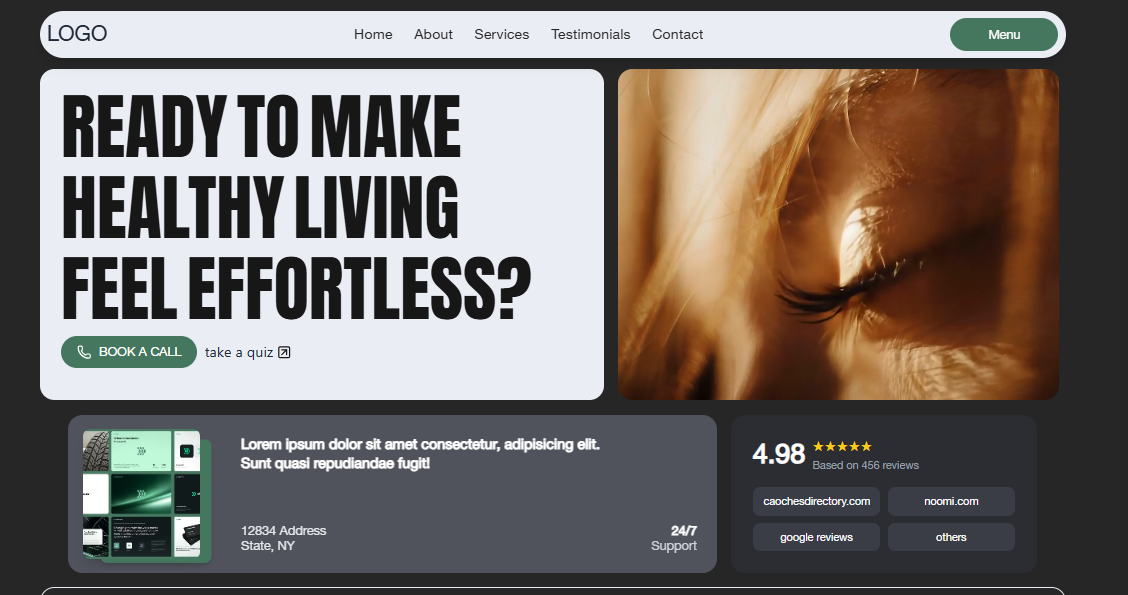 LOGO
Home About Services Testimonials Contact
Menu
READY TO MAKE
HEALTHY LIVING
FEEL EFFORTLESS?
BOOK A CALL
take a quiz
Lorem ipsum dolor sit amet consectetur, adipisicing elit.
Sunt quasi repudiandae fugit!
12834 Address
State, NY
24/7
Support
4.98
Based on 456 reviews
caochesdirectory.com
noomi.com
google reviews
others